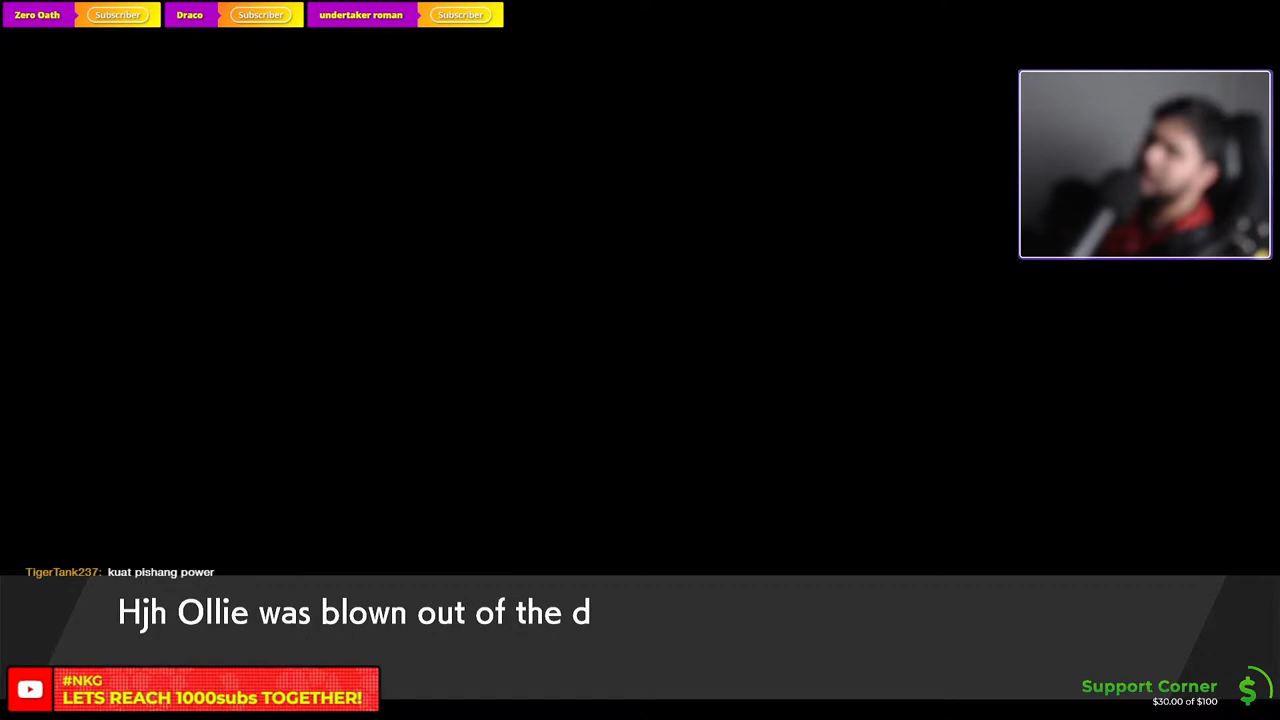 Zero Oath Subscriber Draco Subscriber undertaker roman Subscriber
TigerTank237: kuat pishang power
Hjh Ollie was blown out of the d
#NKG
LETS REACH 1000subs TOGETHER!
Support Corner
$30.00 of $100